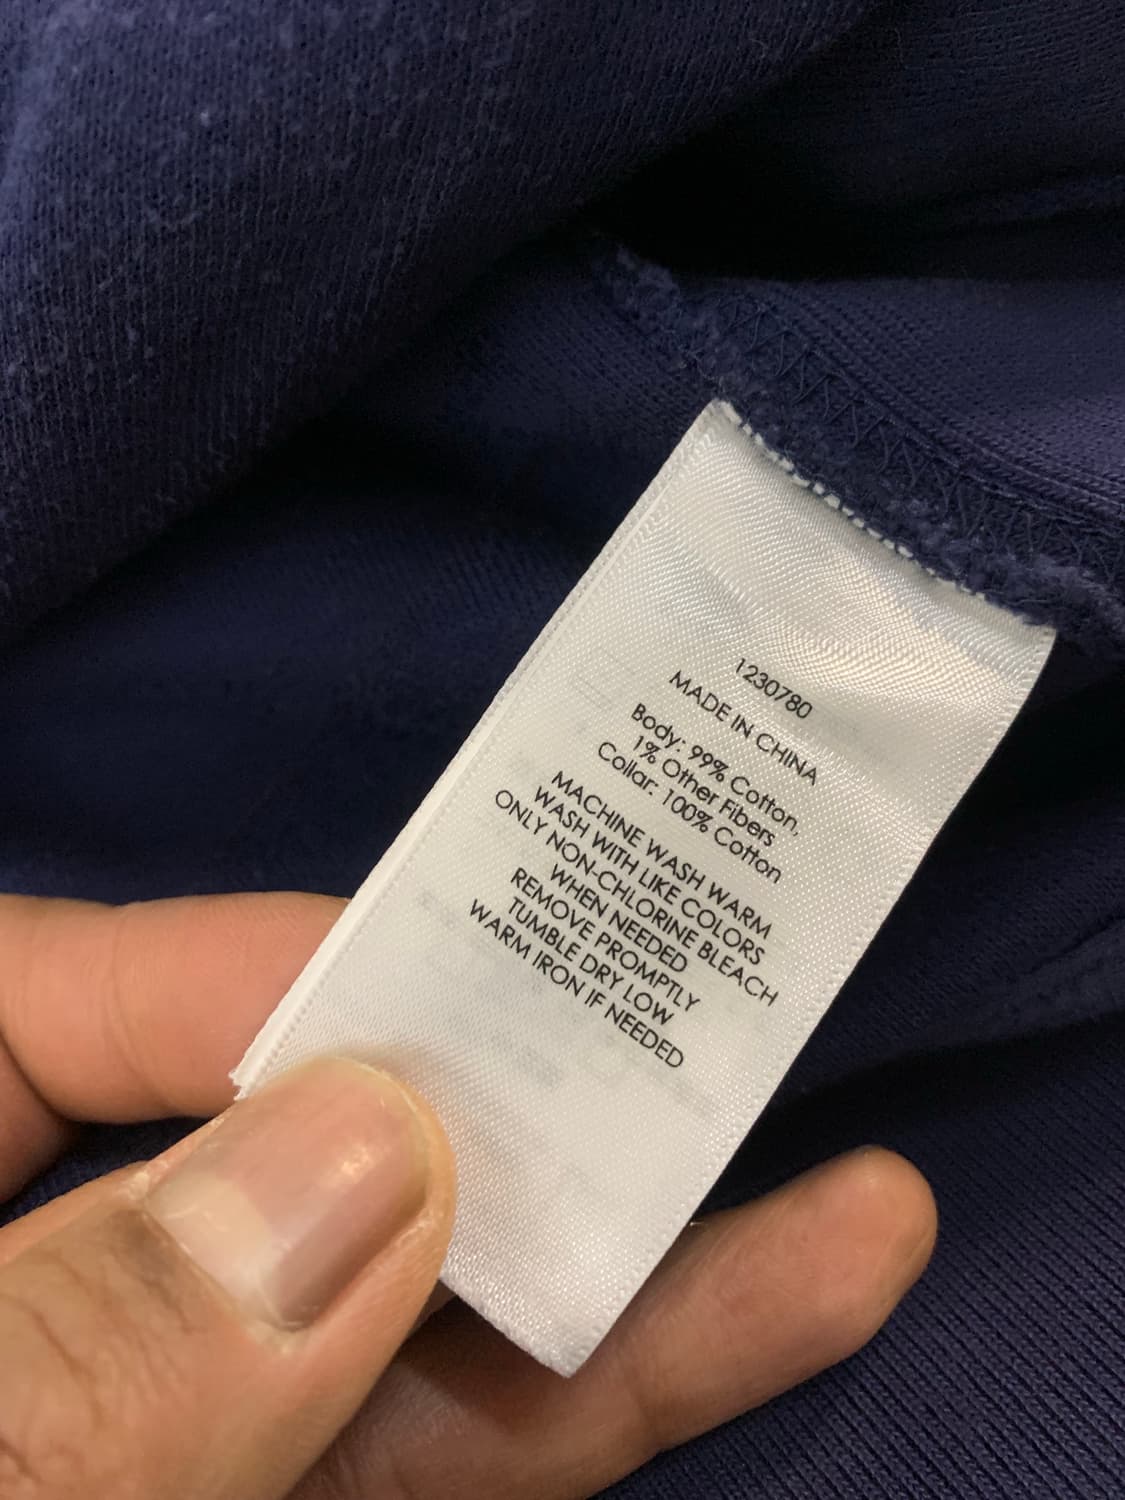 1230780
MADE IN CHINA
Body: 99% Cotton,
1% Other Fibers
Collar: 100% Cotton
MACHINE WASH WARM
WASH WITH LIKE COLORS
ONLY NON-CHLORINE BLEACH
WHEN NEEDED
REMOVE PROMPTLY
TUMBLE DRY LOW
WARM IRON IF NEEDED